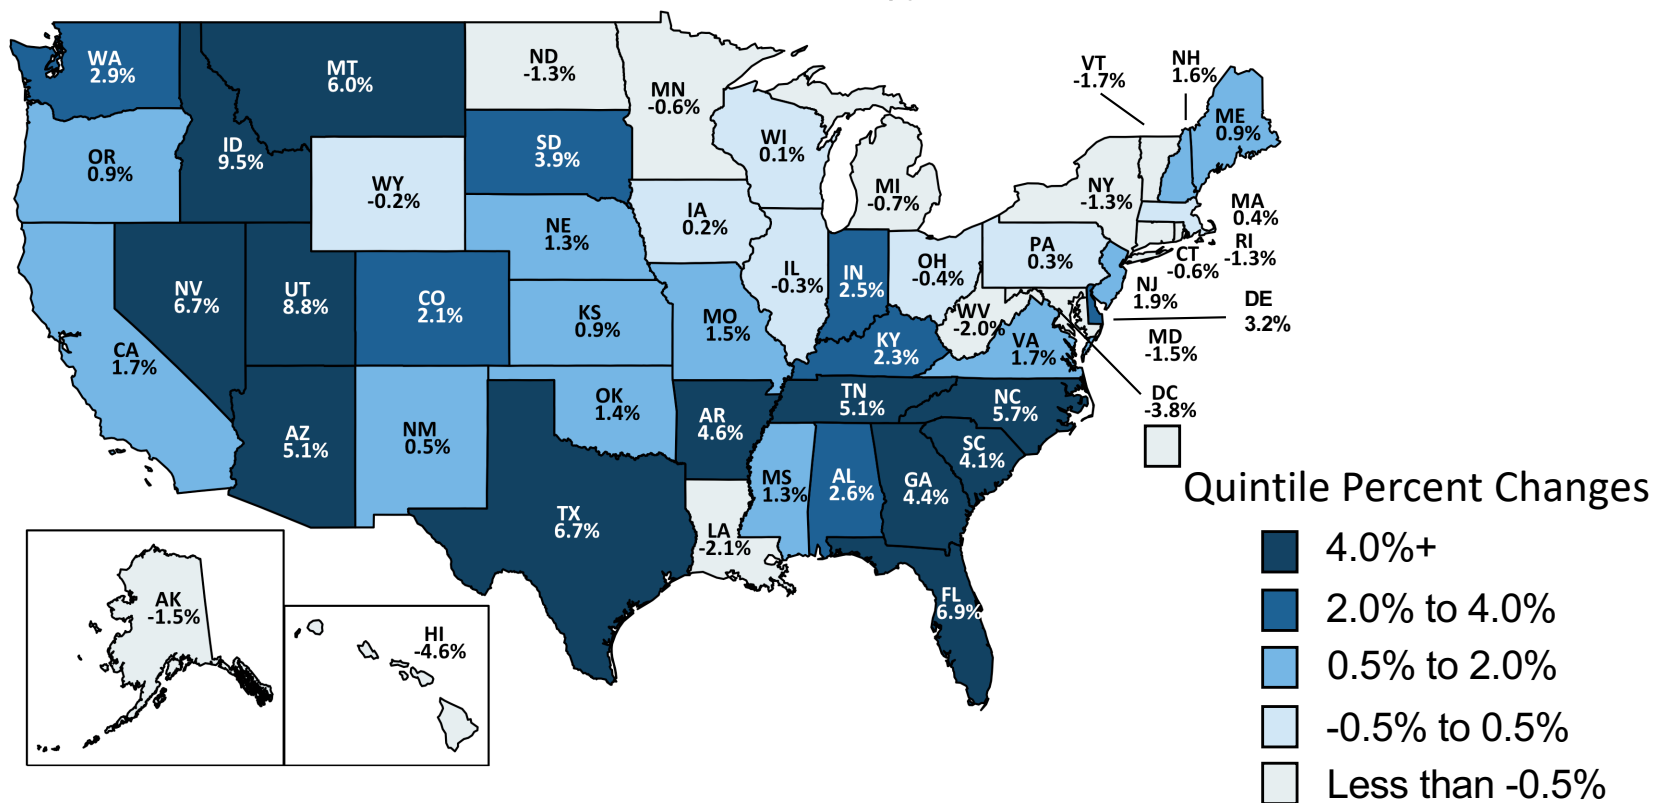 WA
2.9%
MT
6.0%
ND
-1.3%
MN
-0.6%
VT
-1.7%
NH
1.6%
ME
0.9%
OR
0.9%
ID
9.5%
SD
3.9%
WI
0.1%
WY
-0.2%
MI
-0.7%
NY
-1.3%
MA
0.4%
RI
-1.3%
CT
-0.6%
NE
1.3%
IA
0.2%
PA
0.3%
NJ
1.9%
DE
3.2%
NV
6.7%
UT
8.8%
CO
2.1%
IL
-0.3%
IN
2.5%
OH
-0.4%
WV
-2.0%
MD
-1.5%
KS
0.9%
MO
1.5%
KY
2.3%
VA
1.7%
CA
1.7%
DC
-3.8%
AZ
5.1%
NM
0.5%
OK
1.4%
AR
4.6%
TN
5.1%
NC
5.7%
SC
4.1%
MS
1.3%
AL
2.6%
GA
4.4%
TX
6.7%
LA
-2.1%
FL
6.9%
AK
-1.5%
HI
-4.6%
Quintile Percent Changes
4.0%+
2.0% to 4.0%
0.5% to 2.0%
-0.5% to 0.5%
Less than -0.5%